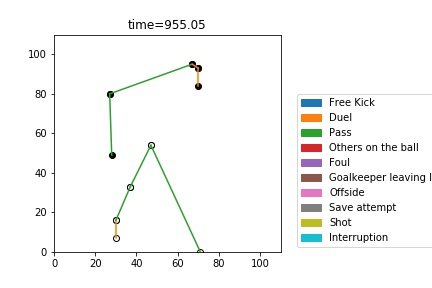 time=955.05
100
80
60
40
20
0
0 20 40 60 80 100
Free Kick
Duel
Pass
Others on the ball
Foul
Goalkeeper leaving l
Offside
Save attempt
Shot
Interruption